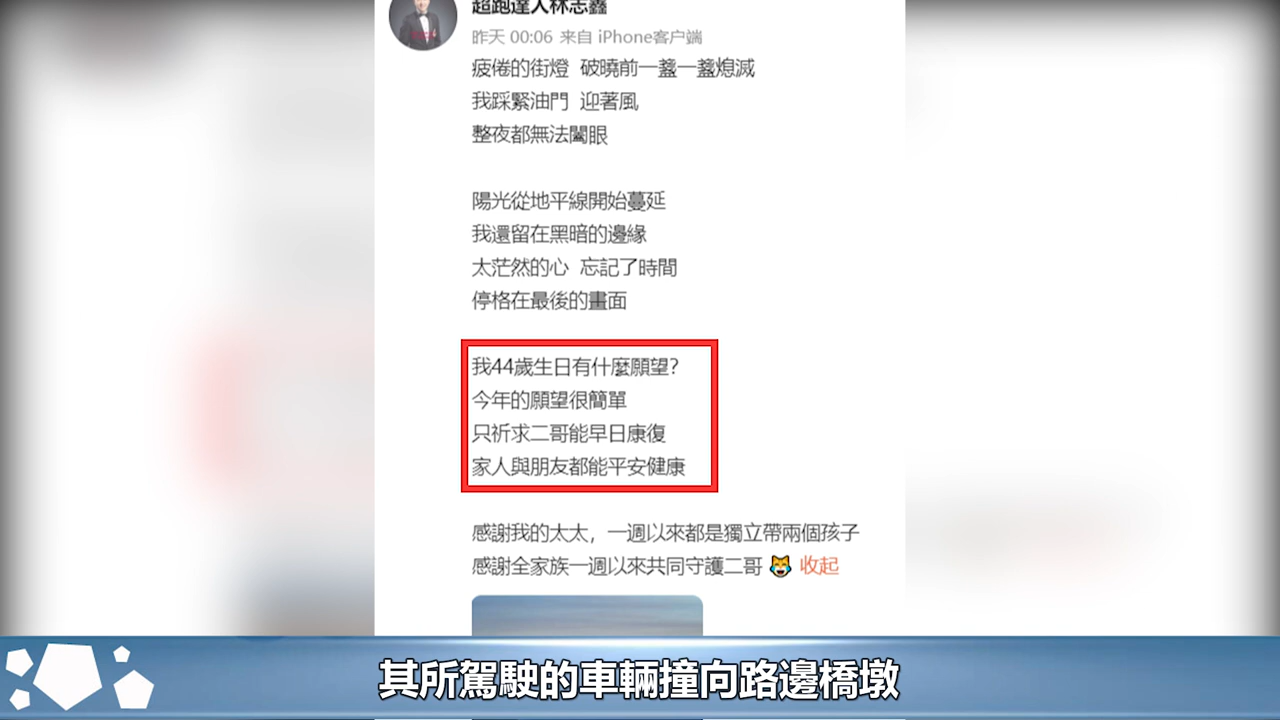 超跑達人林志鑫
昨天 00:06 来自 iPhone客户端
疲倦的街燈 破曉前一盞一盞熄滅
我踩緊油門 迎著風
整夜都無法闔眼
陽光從地平線開始蔓延
我還留在黑暗的邊緣
太茫然的心 忘記了時間
停格在最後的畫面
我44歲生日有什麼願望？
今年的願望很簡單
只祈求二哥能早日康復
家人與朋友都能平安健康
感謝我的太太，一週以來都是獨立帶兩個孩子
感謝全家族一週以來共同守護二哥 😹 收起
其所駕駛的車輛撞向路邊橋墩